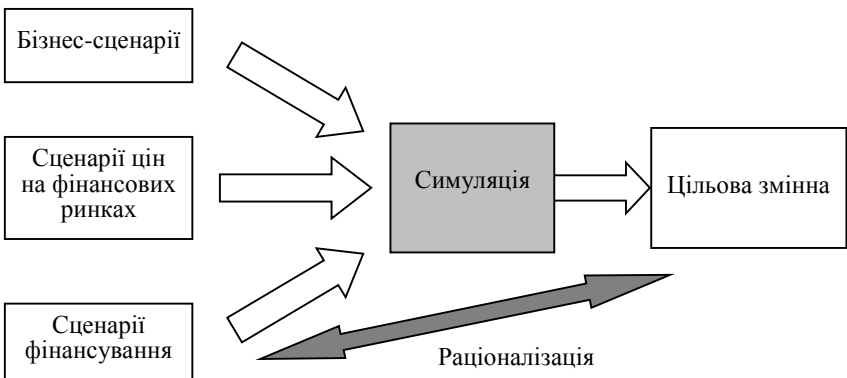 Бізнес-сценарії
Сценарії цін
на фінансових
ринках
Симуляція
Цільова змінна
Сценарії
фінансування
Раціоналізація